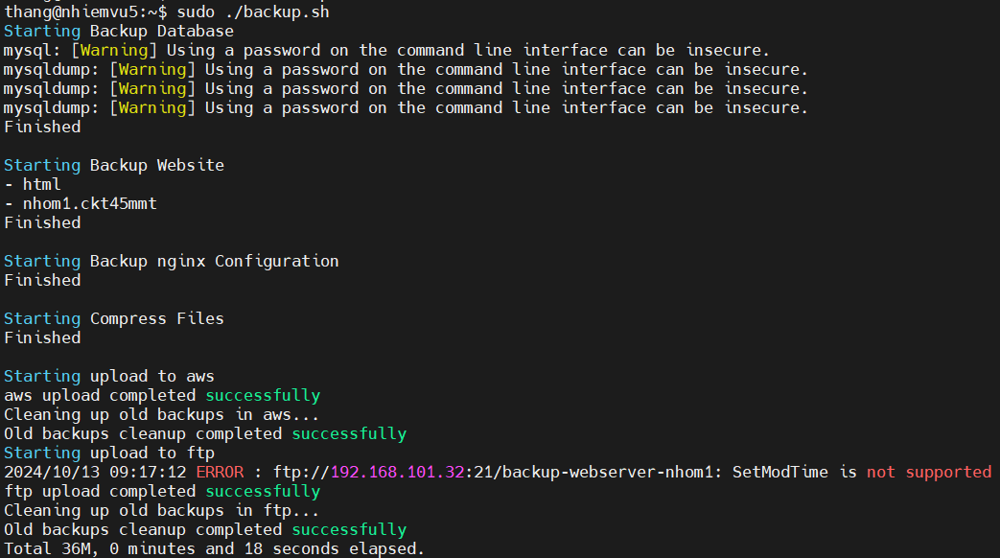 thang@nhiemvu5:~$ sudo ./backup.sh
Starting Backup Database
mysql: [Warning] Using a password on the command line interface can be insecure.
mysqldump: [Warning] Using a password on the command line interface can be insecure.
mysqldump: [Warning] Using a password on the command line interface can be insecure.
mysqldump: [Warning] Using a password on the command line interface can be insecure.
Finished

Starting Backup Website
- html
- nhom1.ckt45mmt
Finished

Starting Backup nginx Configuration
Finished

Starting Compress Files
Finished

Starting upload to aws
aws upload completed successfully
Cleaning up old backups in aws...
Old backups cleanup completed successfully
Starting upload to ftp
2024/10/13 09:17:12 ERROR : ftp://192.168.101.32:21/backup-webserver-nhom1: SetModTime is not supported
ftp upload completed successfully
Cleaning up old backups in ftp...
Old backups cleanup completed successfully
Total 36M, 0 minutes and 18 seconds elapsed.